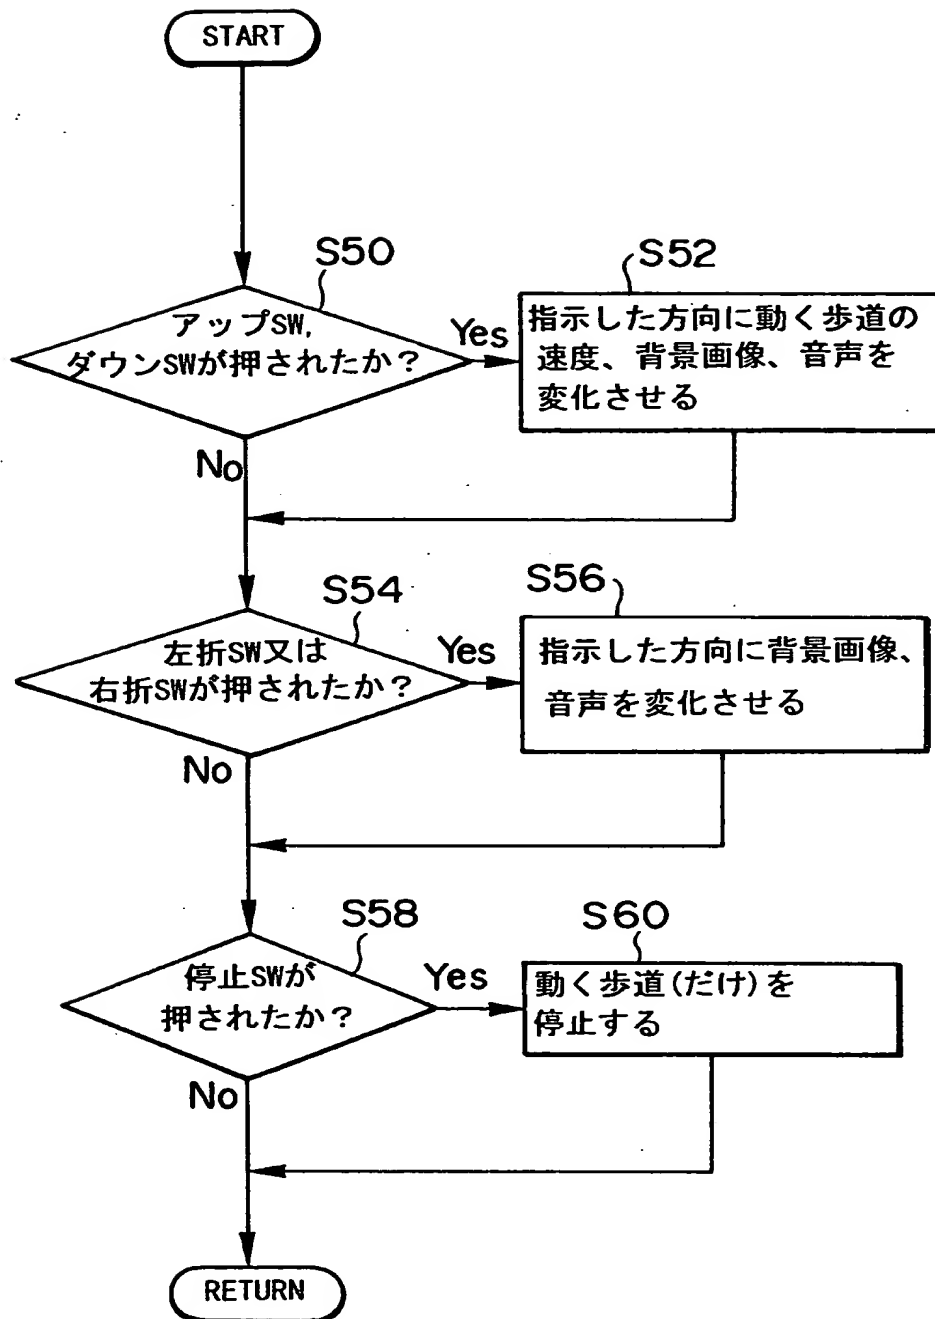 START
S50
アップSW,
ダウンSWが押されたか？
Yes
S52
指示した方向に動く歩道の
速度、背景画像、音声を
変化させる
No
S54
左折SW又は
右折SWが押されたか？
Yes
S56
指示した方向に背景画像、
音声を変化させる
No
S58
停止SWが
押されたか？
Yes
S60
動く歩道(だけ)を
停止する
No
RETURN